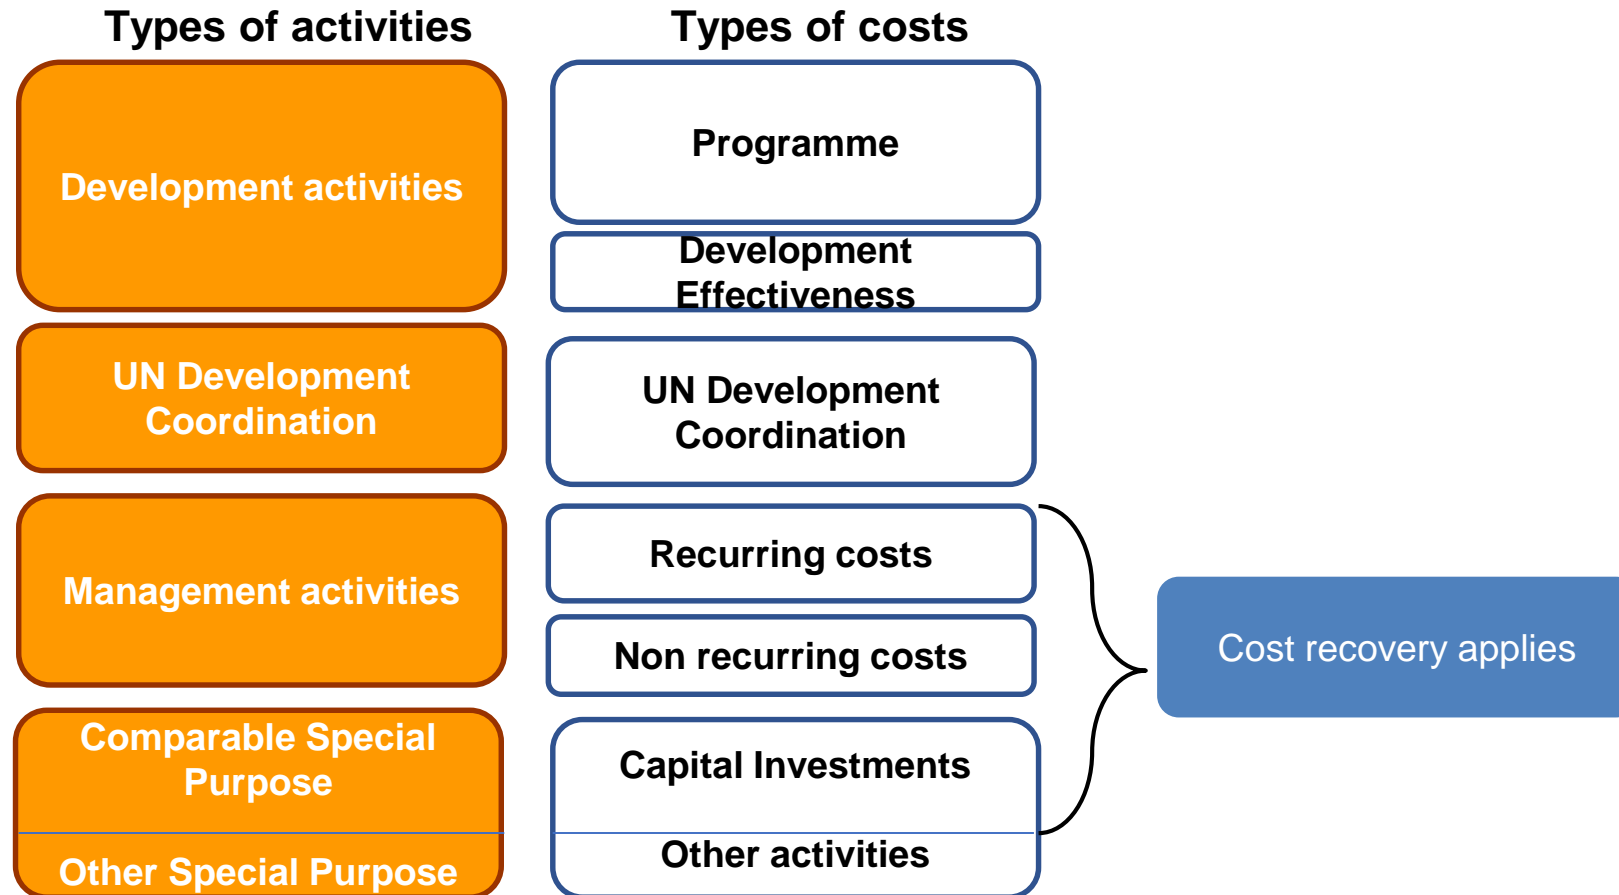 Types of activities
Types of costs
Development activities
Programme
Development
Effectiveness
UN Development
Coordination
UN Development
Coordination
Management activities
Recurring costs
Non recurring costs
Cost recovery applies
Comparable Special
Purpose
Capital Investments
Other Special Purpose
Other activities